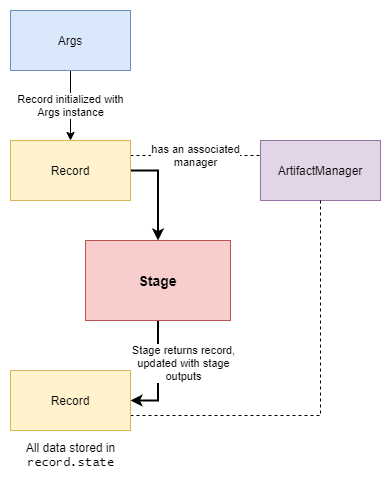 Args
Record initialized with
Args instance
has an associated
manager
Record
ArtifactManager
Stage
Stage returns record,
updated with stage
outputs
Record
All data stored in
record.state